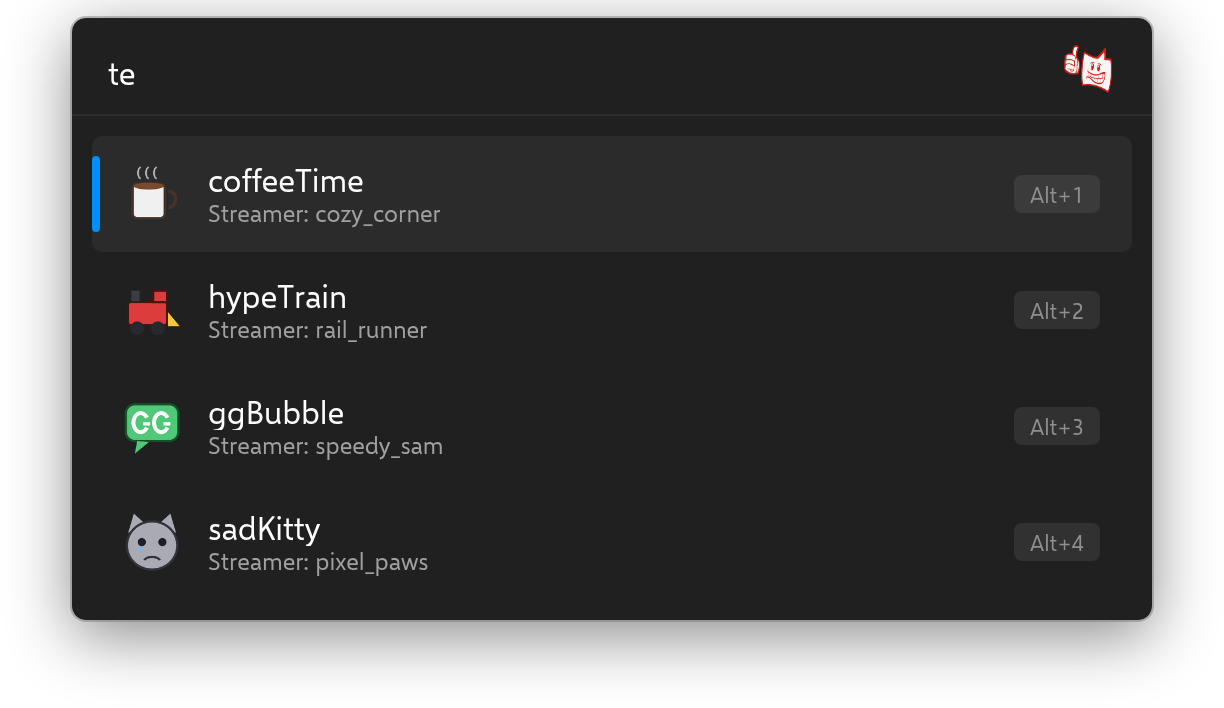 te
coffeeTime
Streamer: cozy_corner
Alt+1
hypeTrain
Streamer: rail_runner
Alt+2
GG
ggBubble
Streamer: speedy_sam
Alt+3
sadKitty
Streamer: pixel_paws
Alt+4